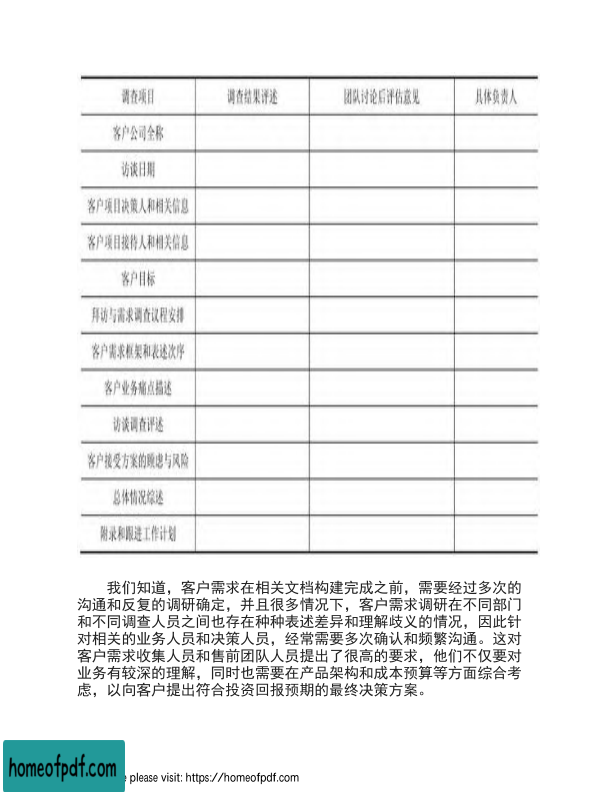 调查项目 调查结果评述 团队讨论后评估意见 具体负责人
客户公司全称
访谈日期
客户项目决策人和相关信息
客户项目接待人和相关信息
客户目标
拜访与需求调查议程安排
客户需求框架和表述次序
客户业务痛点描述
访谈调查评述
客户接受方案的顾虑与风险
总体情况综述
附录和跟进工作计划
我们知道，客户需求在相关文档构建完成之前，需要经过多次的
沟通和反复的调研确定，并且很多情况下，客户需求调研在不同部门
和不同调查人员之间也存在种种表述差异和理解歧义的情况，因此针
对相关的业务人员和决策人员，经常需要多次确认和频繁沟通。这对
客户需求收集人员和售前团队人员提出了很高的要求，他们不仅要对
业务有较深的理解，同时也需要在产品架构和成本预算等方面综合考
虑，以向客户提出符合投资回报预期的最终决策方案。
homeofpdf.com
e please visit: https://homeofpdf.com